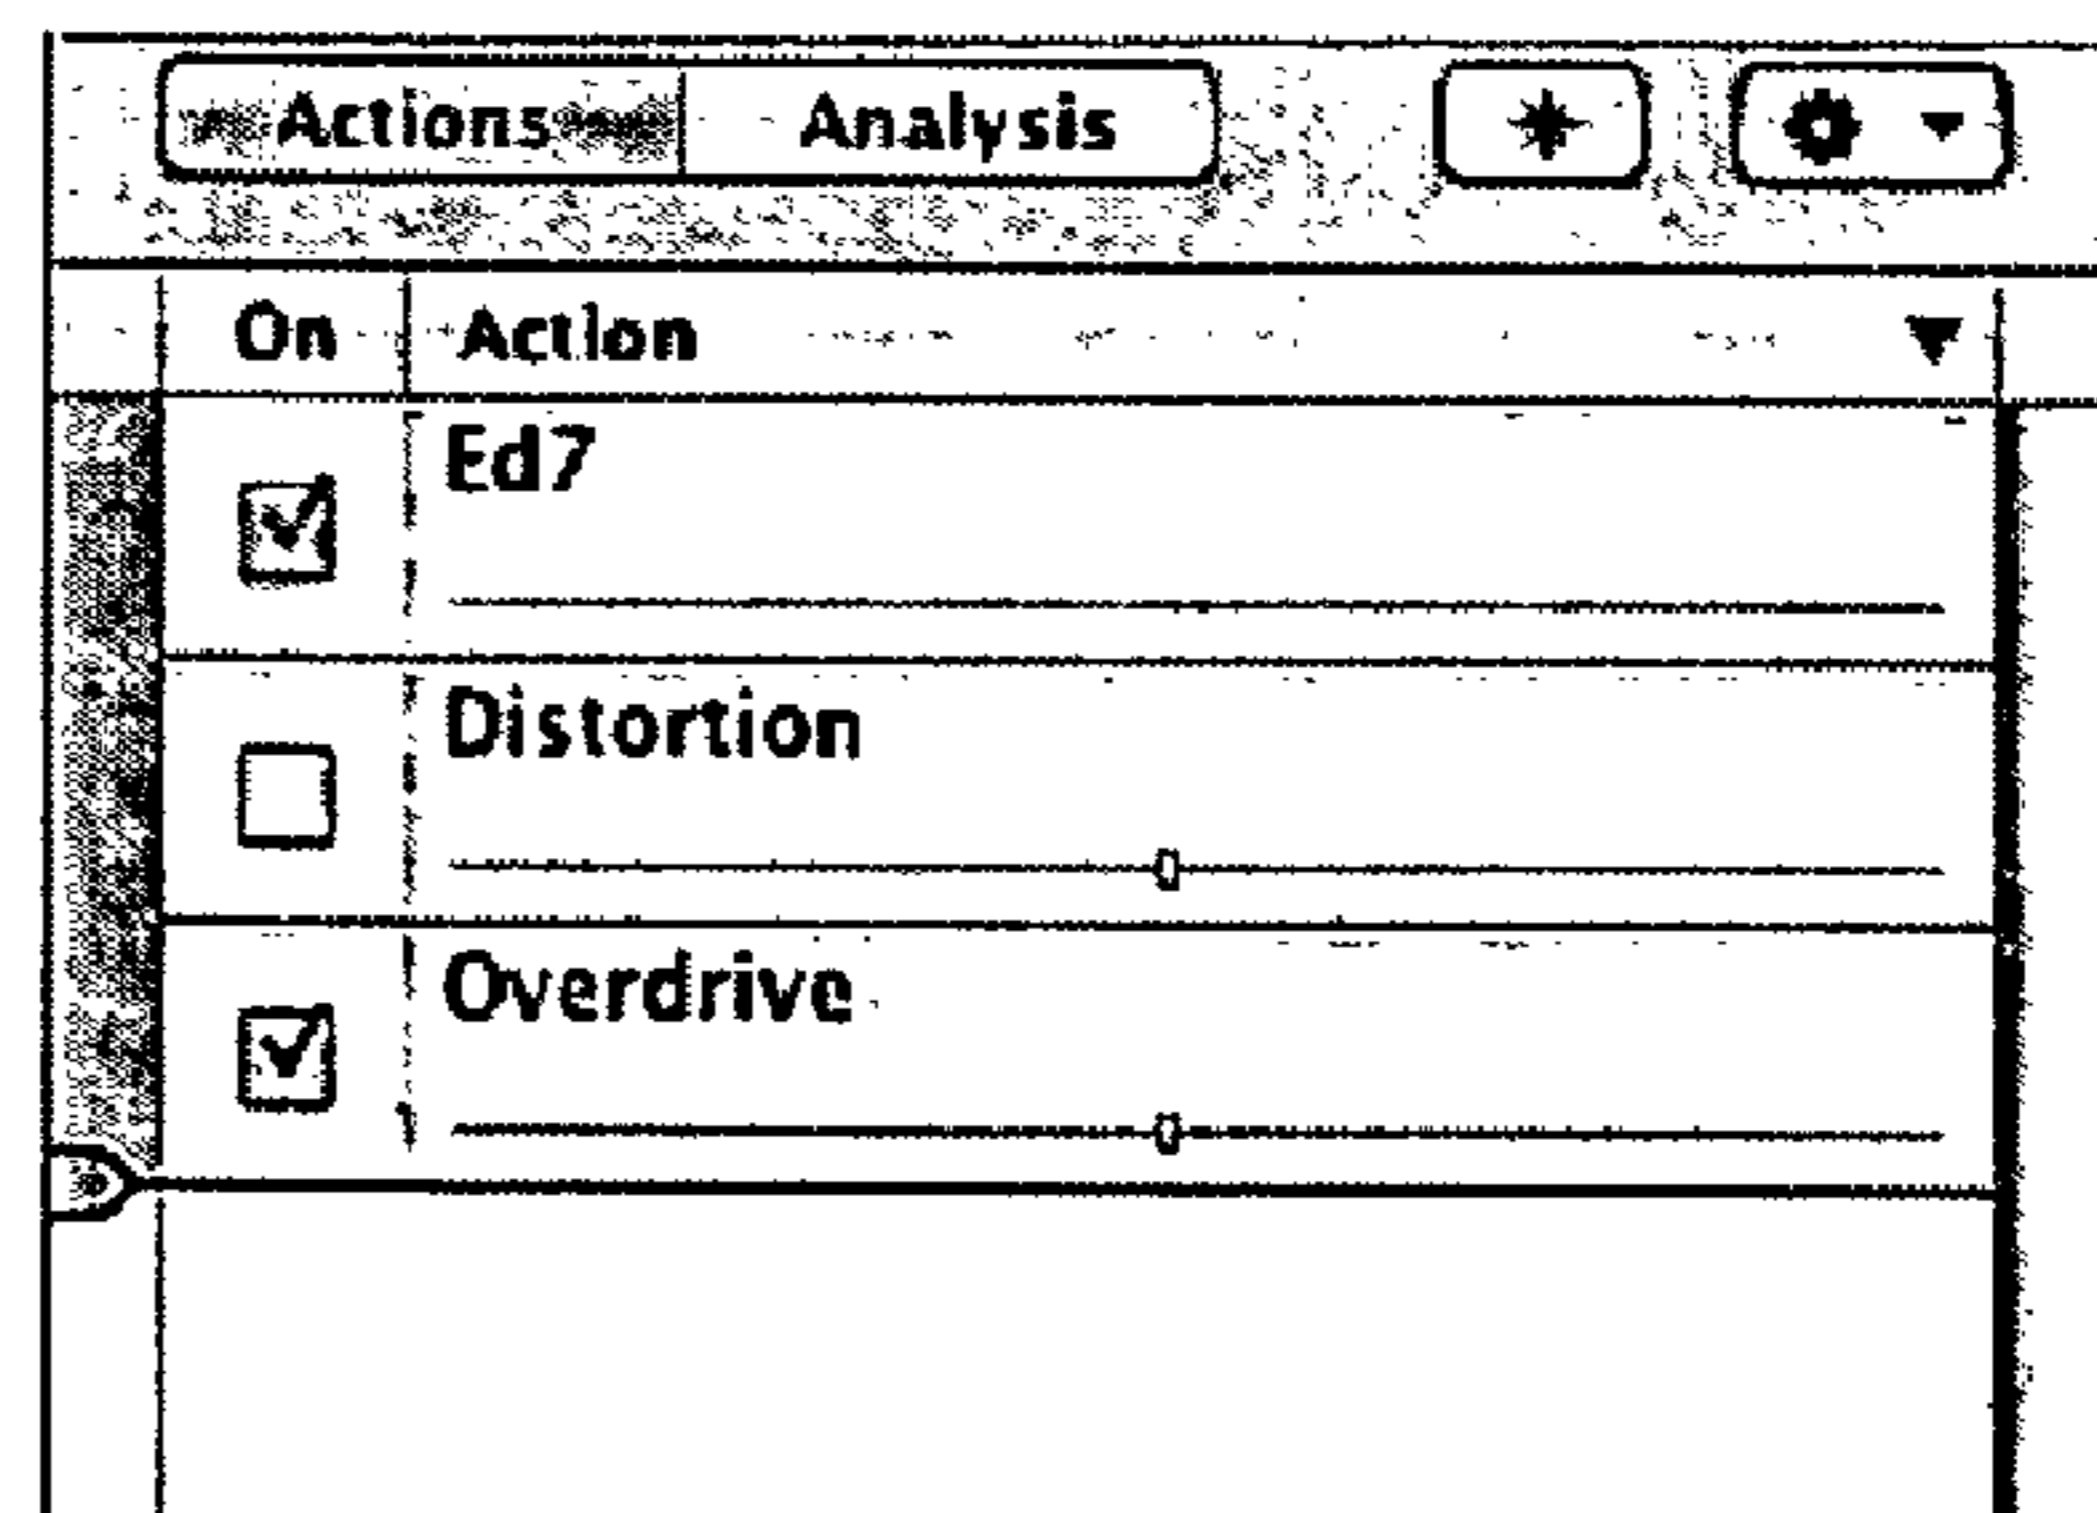 Actions Analysis
On Action
Ed7
Distortion
Overdrive